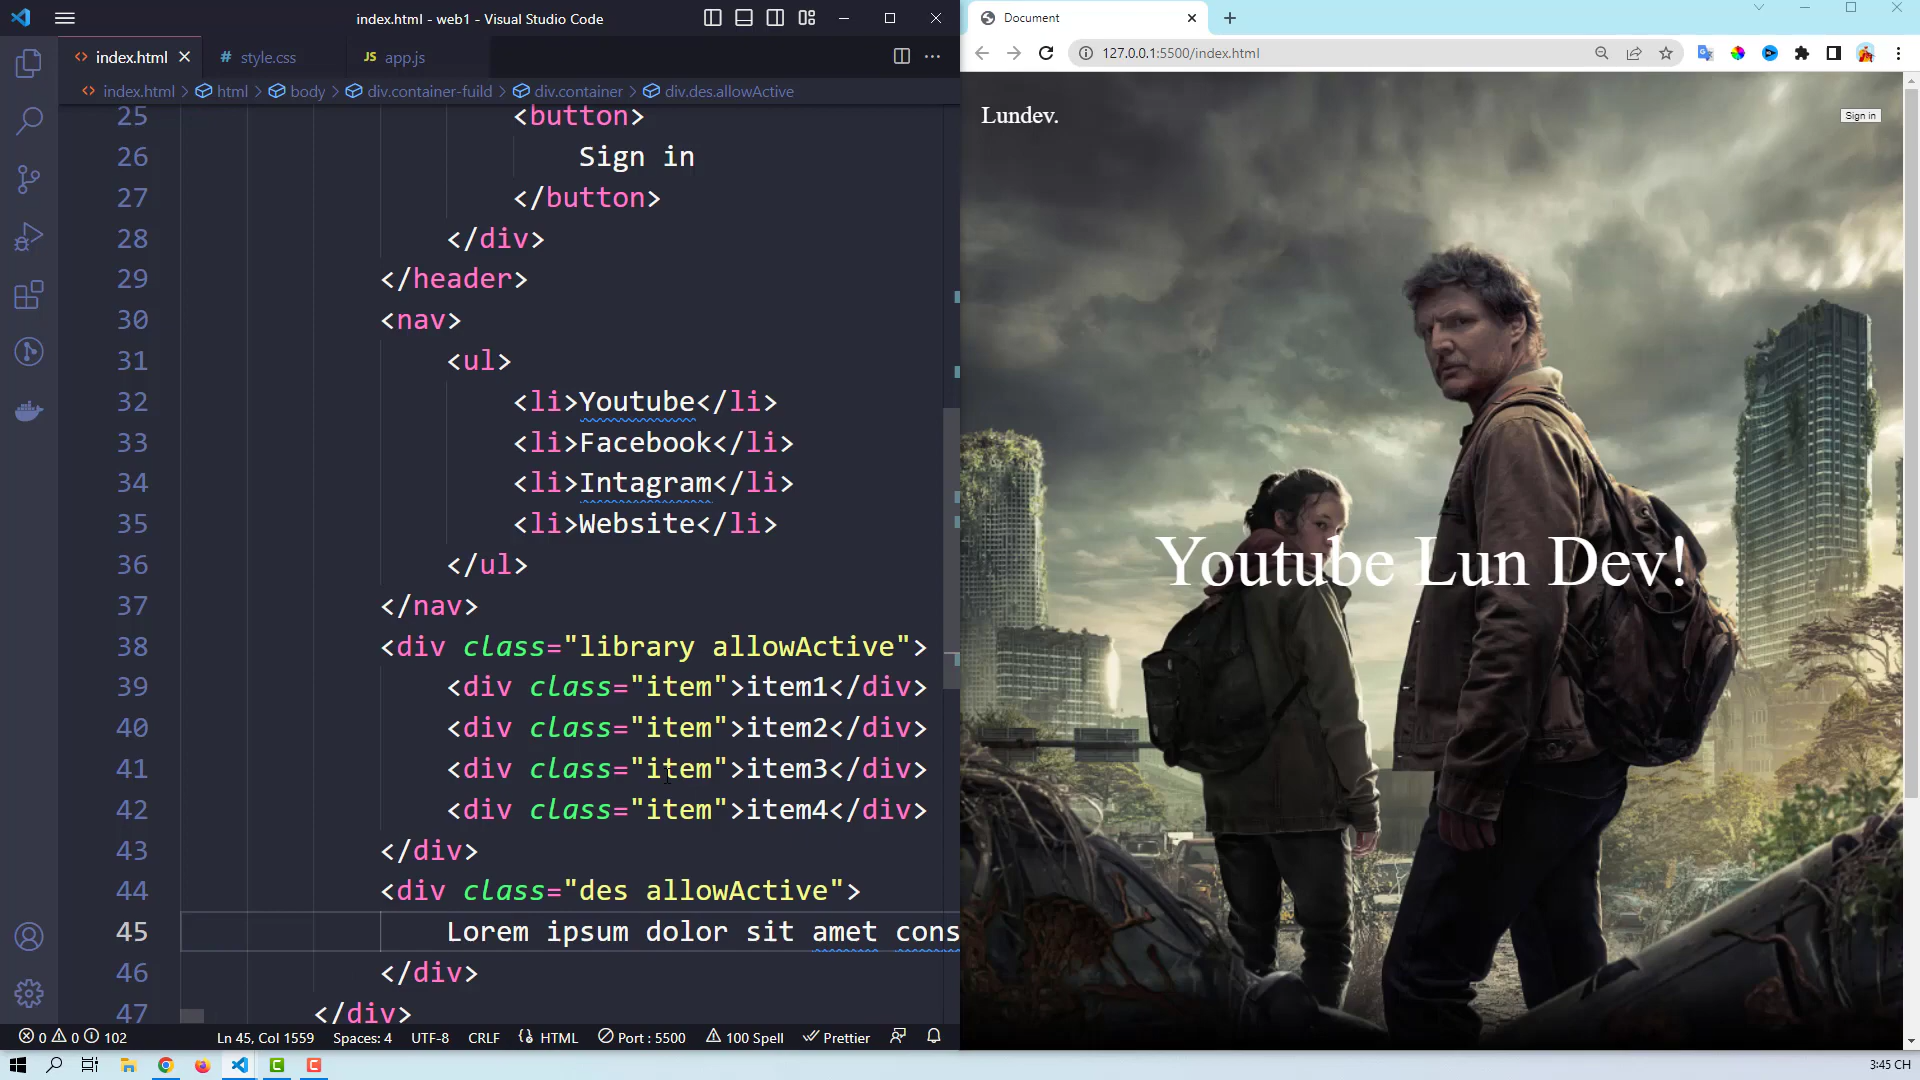 index.html - web1 - Visual Studio Code
index.html
# style.css
JS app.js
index.html > html > body > div.container-fuild > div.container > div.des.allowActive
25 <button>
26 Sign in
27 </button>
28 </div>
29 </header>
30 <nav>
31 <ul>
32 <li>Youtube</li>
33 <li>Facebook</li>
34 <li>Intagram</li>
35 <li>Website</li>
36 </ul>
37 </nav>
38 <div class="library allowActive">
39 <div class="item">item1</div>
40 <div class="item">item2</div>
41 <div class="item">item3</div>
42 <div class="item">item4</div>
43 </div>
44 <div class="des allowActive">
45 Lorem ipsum dolor sit amet cons
46 </div>
47 </div>
0 0 102 Ln 45, Col 1559 Spaces: 4 UTF-8 CRLF HTML Port : 5500 100 Spell Prettier
Document
127.0.0.1:5500/index.html
Lundev.
Sign in
Youtube Lun Dev!
3:45 CH